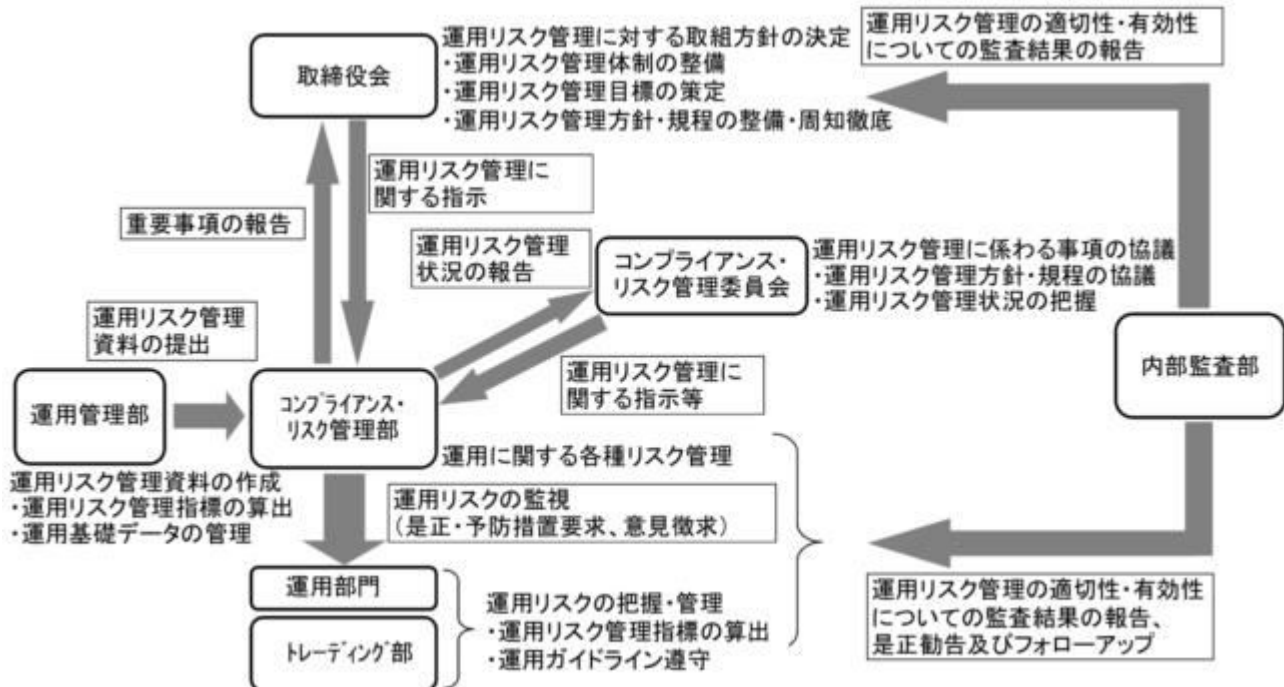 取締役会
運用リスク管理に対する取組方針の決定
・運用リスク管理体制の整備
・運用リスク管理目標の策定
・運用リスク管理方針・規程の整備・周知徹底
運用リスク管理の適切性・有効性
についての監査結果の報告
運用リスク管理に
関する指示
重要事項の報告
運用リスク管理
状況の報告
コンプライアンス・
リスク管理委員会
運用リスク管理に係わる事項の協議
・運用リスク管理方針・規程の協議
・運用リスク管理状況の把握
運用リスク管理
資料の提出
運用リスク管理に
関する指示等
内部監査部
運用管理部
コンプライアンス・
リスク管理部
運用に関する各種リスク管理
運用リスク管理資料の作成
・運用リスク管理指標の算出
・運用基礎データの管理
運用リスクの監視
(是正・予防措置要求、意見徴求)
運用部門
トレーディング部
運用リスクの把握・管理
・運用リスク管理指標の算出
・運用ガイドライン遵守
運用リスク管理の適切性・有効性
についての監査結果の報告、
是正勧告及びフォローアップ